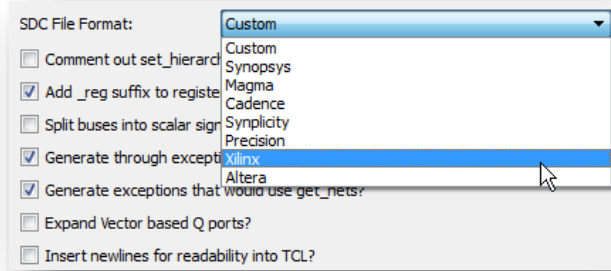 SDC File Format: Custom
Custom
Comment out set_hierarch
Synopsys
Magma
Add _reg suffix to registe
Cadence
Split buses into scalar sign
Synplicity
Precision
Generate through excepti
Xilinx
Altera
Generate exceptions that would use get_nets?
Expand Vector based Q ports?
Insert newlines for readability into TCL?